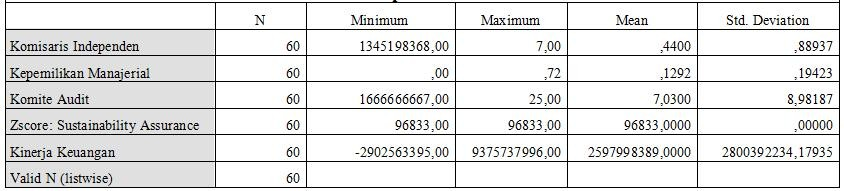 N Minimum Maximum Mean Std. Deviation
Komisaris Independen 60 1345198368,00 7,00 ,4400 ,88937
Kepemilikan Manajerial 60 ,00 ,72 ,1292 ,19423
Komite Audit 60 1666666667,00 25,00 7,0300 8,98187
Zscore: Sustainability Assurance 60 96833,00 96833,00 96833,0000 ,00000
Kinerja Keuangan 60 -2902563395,00 9375737996,00 2597998389,0000 2800392234,17935
Valid N (listwise) 60